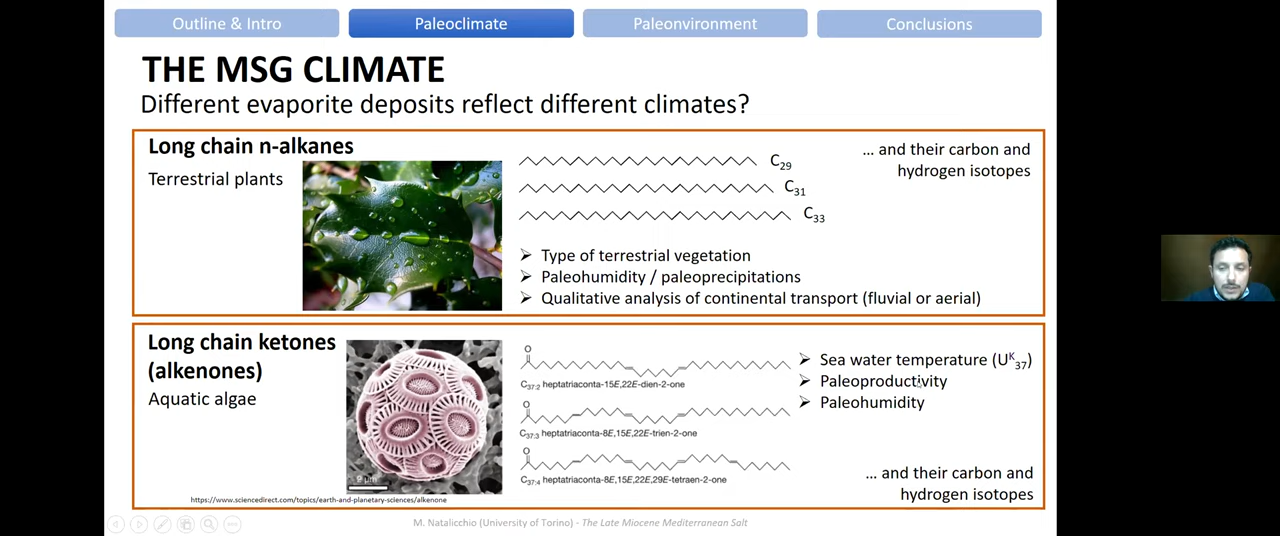 Outline & Intro
Paleoclimate
Paleonvironment
Conclusions
THE MSG CLIMATE
Different evaporite deposits reflect different climates?
Long chain n-alkanes
Terrestrial plants
C29
C31
C33
… and their carbon and
hydrogen isotopes
Type of terrestrial vegetation
Paleohumidity / paleoprecipitations
Qualitative analysis of continental transport (fluvial or aerial)
Long chain ketones
(alkenones)
Aquatic algae
O
C37:2 heptatriaconta-15E,22E-dien-2-one
O
C37:3 heptatriaconta-8E,15E,22E-trien-2-one
O
C37:4 heptatriaconta-8E,15E,22E,29E-tetraen-2-one
Sea water temperature (UK37)
Paleoproductivity
Paleohumidity
… and their carbon and
hydrogen isotopes
https://www.sciencedirect.com/topics/earth-and-planetary-sciences/alkenone
M. Natalicchio (University of Torino) - The Late Miocene Mediterranean Salt